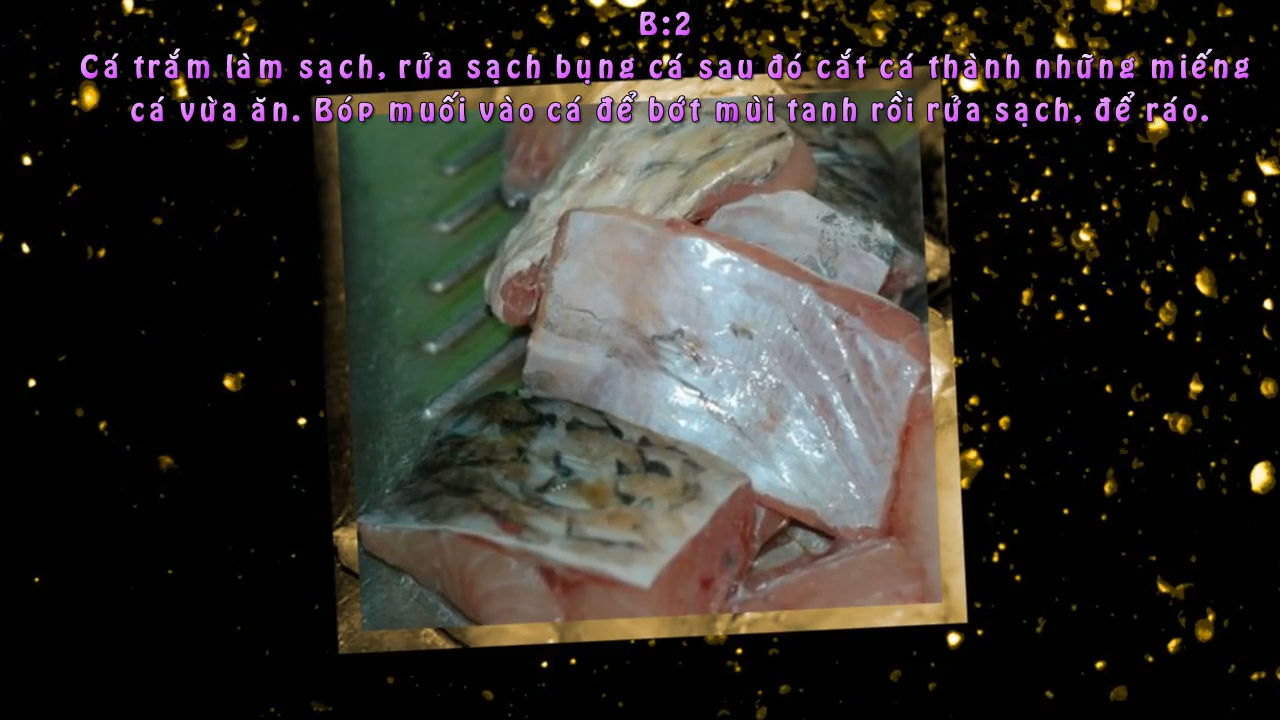 B:2
Cá trắm làm sạch, rửa sạch bụng cá sau đó cắt cá thành những miếng
cá vừa ăn. Bóp muối vào cá để bớt mùi tanh rồi rửa sạch, để ráo.